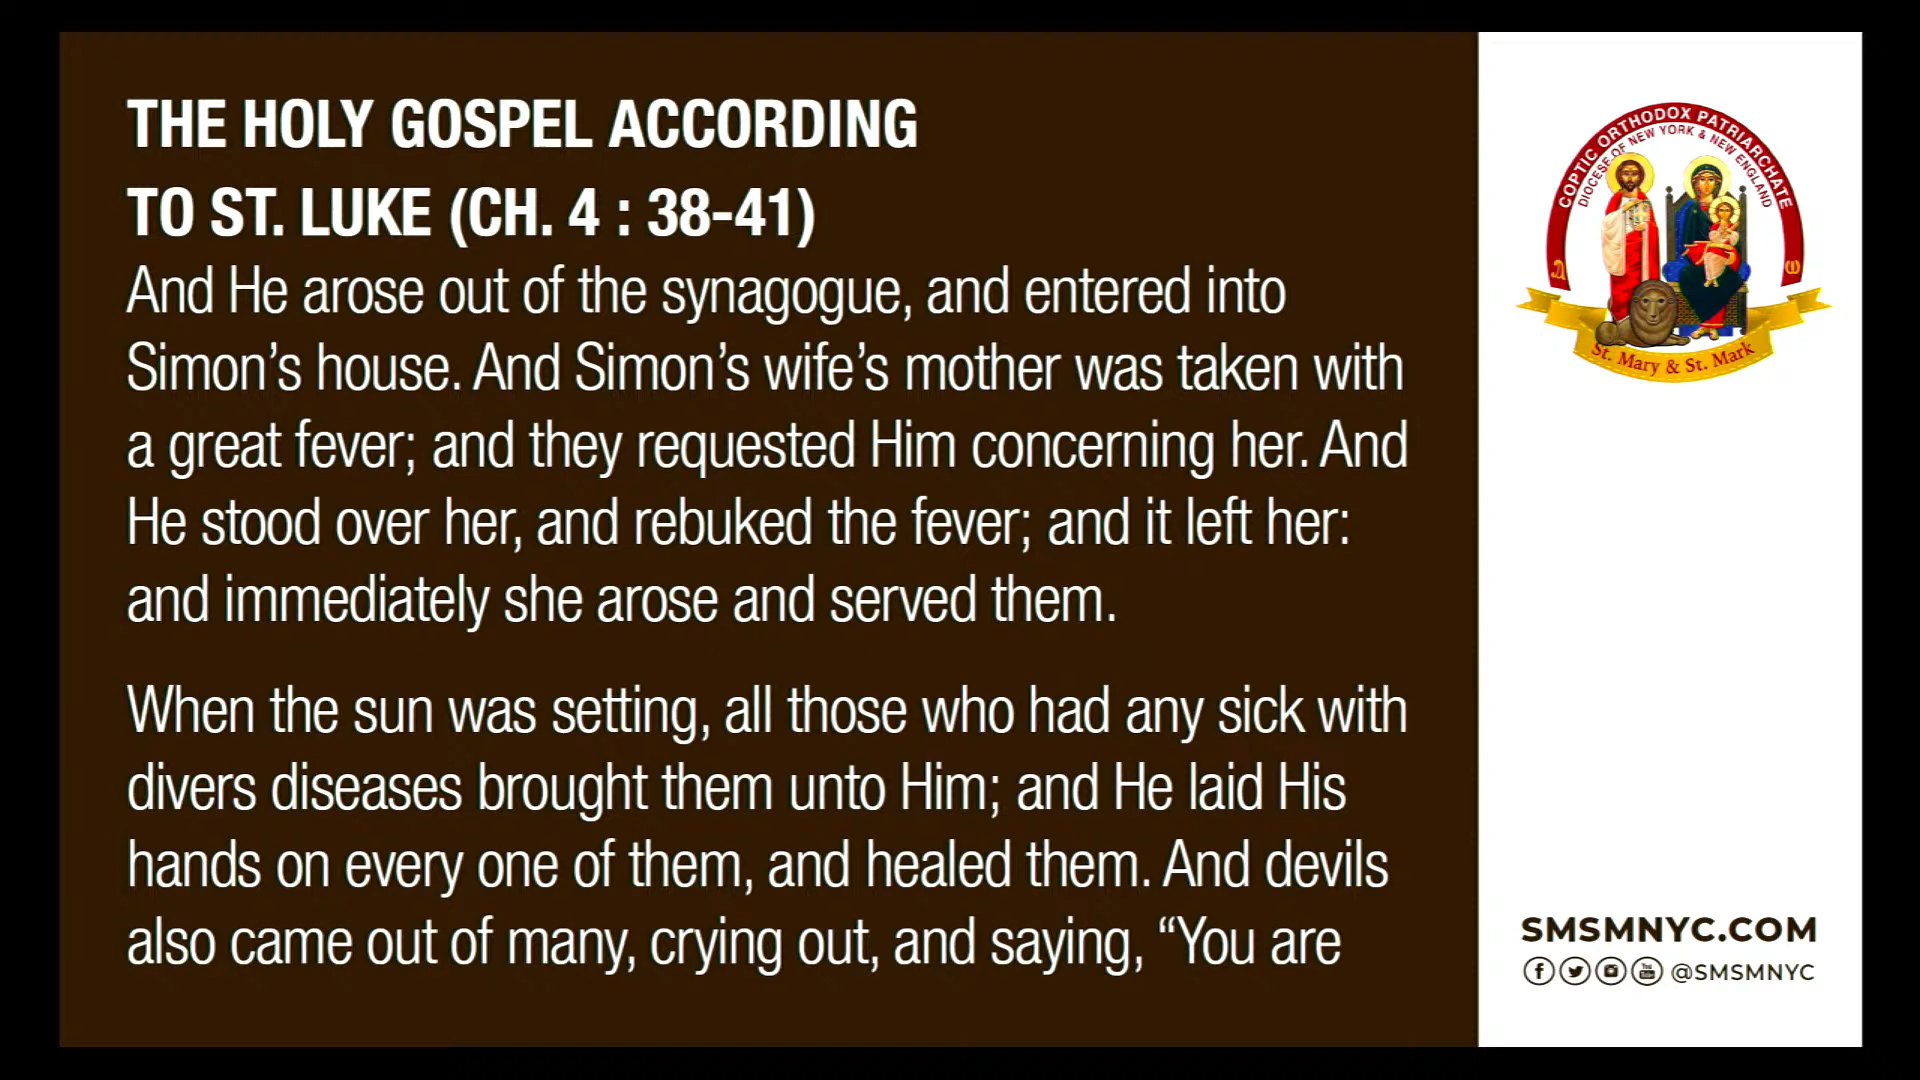 THE HOLY GOSPEL ACCORDING
TO ST. LUKE (CH. 4 : 38-41)
And He arose out of the synagogue, and entered into
Simon’s house. And Simon’s wife’s mother was taken with
a great fever; and they requested Him concerning her. And
He stood over her, and rebuked the fever; and it left her:
and immediately she arose and served them.
When the sun was setting, all those who had any sick with
divers diseases brought them unto Him; and He laid His
hands on every one of them, and healed them. And devils
also came out of many, crying out, and saying, “You are
COPTIC ORTHODOX PATRIARCHATE
DIOCESE OF NEW YORK & NEW ENGLAND
St. Mary & St. Mark
SMSMNYC.COM
@SMSMNYC